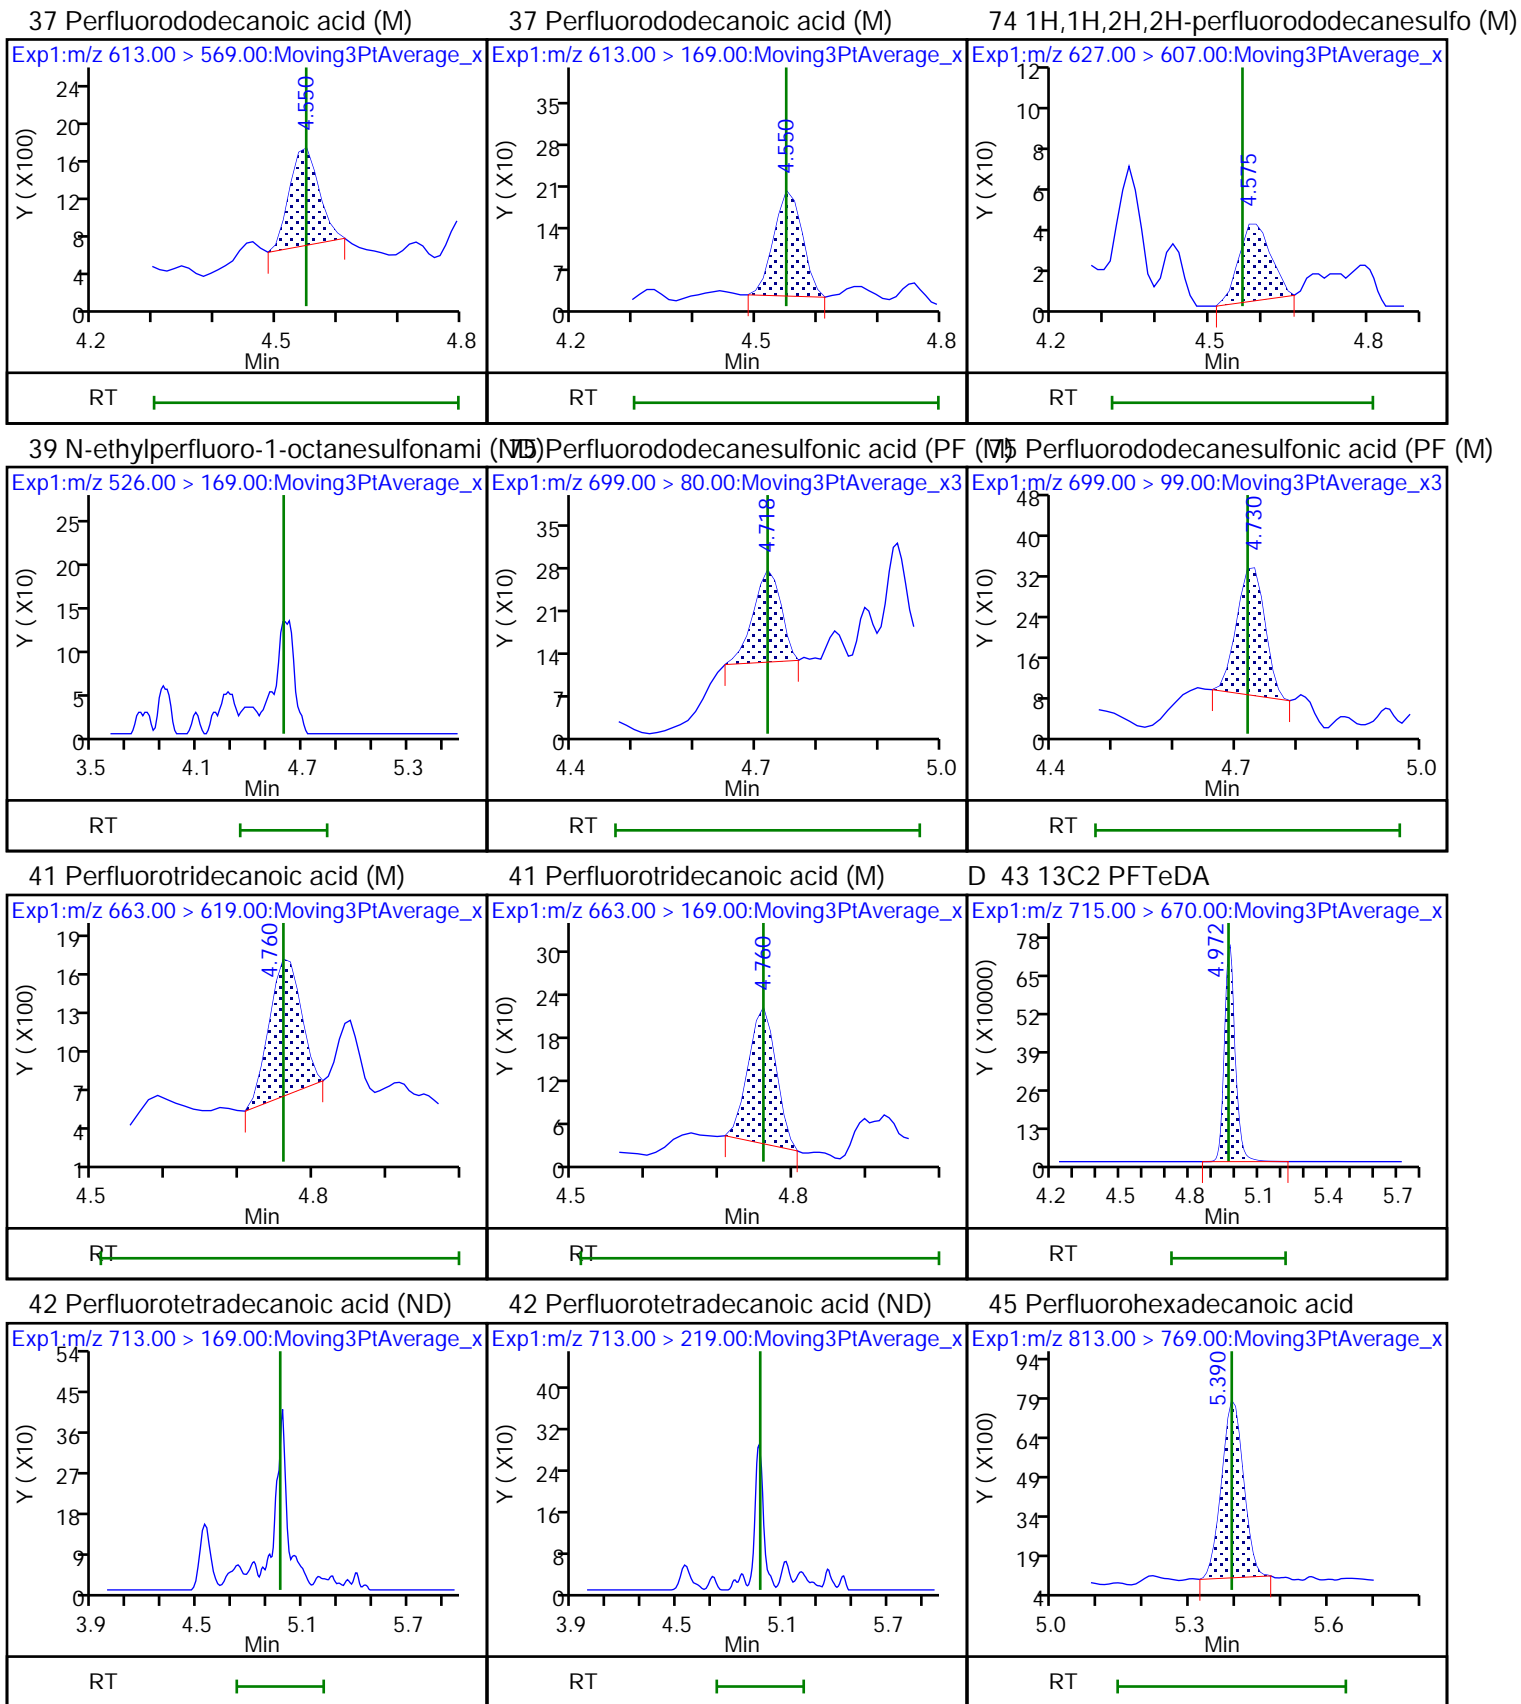 37 Perfluorododecanoic acid (M)
Exp1:m/z 613.00 > 569.00:Moving3PtAverage_x
Y ( X100)
24
20
16
12
8
4
0
4.550
4.2 4.5 4.8
Min
RT
37 Perfluorododecanoic acid (M)
Exp1:m/z 613.00 > 169.00:Moving3PtAverage_x
Y ( X10)
35
28
21
14
7
0
4.550
4.2 4.5 4.8
Min
RT
74 1H,1H,2H,2H-perfluorododecanesulfo (M)
Exp1:m/z 627.00 > 607.00:Moving3PtAverage_x
Y ( X10)
12
10
8
6
4
2
0
4.575
4.2 4.5 4.8
Min
RT
39 N-ethylperfluoro-1-octanesulfonami (ND)
Exp1:m/z 526.00 > 169.00:Moving3PtAverage_x
Y ( X10)
25
20
15
10
5
0
3.5 4.1 4.7 5.3
Min
RT
75 Perfluorododecanesulfonic acid (PF (M)
Exp1:m/z 699.00 > 80.00:Moving3PtAverage_x3
Y ( X10)
35
28
21
14
7
0
4.718
4.4 4.7 5.0
Min
RT
75 Perfluorododecanesulfonic acid (PF (M)
Exp1:m/z 699.00 > 99.00:Moving3PtAverage_x3
Y ( X10)
48
40
32
24
16
8
0
4.730
4.4 4.7 5.0
Min
RT
41 Perfluorotridecanoic acid (M)
Exp1:m/z 663.00 > 619.00:Moving3PtAverage_x
Y ( X100)
19
16
13
10
7
4
1
4.760
4.5 4.8
Min
RT
41 Perfluorotridecanoic acid (M)
Exp1:m/z 663.00 > 169.00:Moving3PtAverage_x
Y ( X10)
30
24
18
12
6
0
4.760
4.5 4.8
Min
RT
D 43 13C2 PFTeDA
Exp1:m/z 715.00 > 670.00:Moving3PtAverage_x
Y ( X10000)
78
65
52
39
26
13
0
4.972
4.2 4.5 4.8 5.1 5.4 5.7
Min
RT
42 Perfluorotetradecanoic acid (ND)
Exp1:m/z 713.00 > 169.00:Moving3PtAverage_x
Y ( X10)
54
45
36
27
18
9
0
3.9 4.5 5.1 5.7
Min
RT
42 Perfluorotetradecanoic acid (ND)
Exp1:m/z 713.00 > 219.00:Moving3PtAverage_x
Y ( X10)
40
32
24
16
8
0
3.9 4.5 5.1 5.7
Min
RT
45 Perfluorohexadecanoic acid
Exp1:m/z 813.00 > 769.00:Moving3PtAverage_x
Y ( X100)
94
79
64
49
34
19
4
5.390
5.0 5.3 5.6
Min
RT